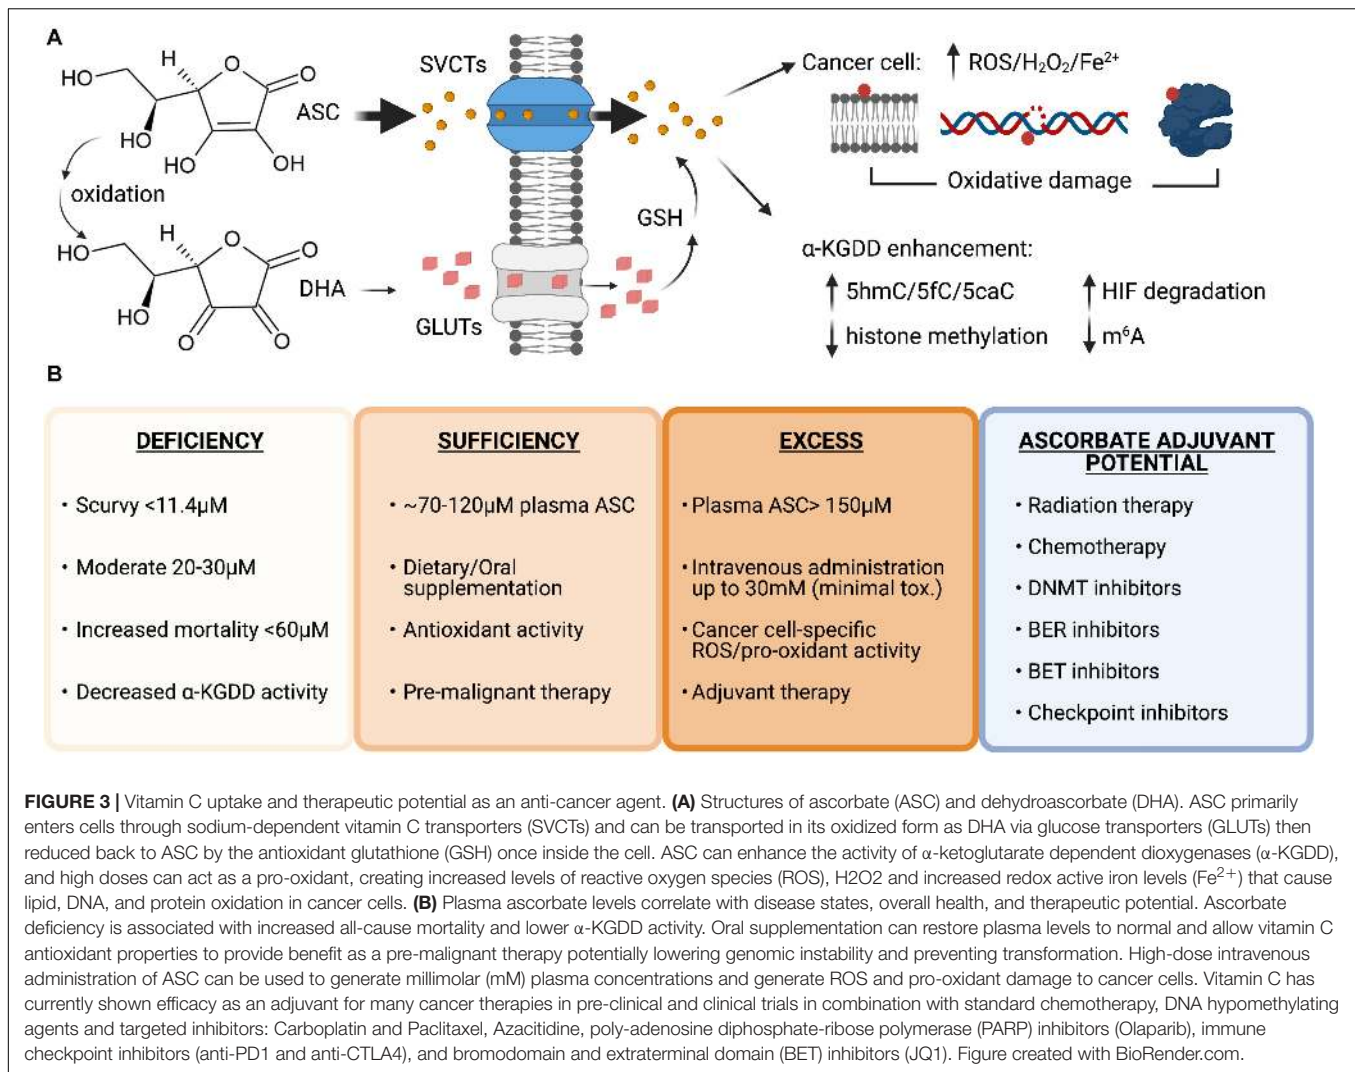 A
H
HO
O
O
HO
HO
OH
ASC
oxidation
H
HO
O
O
HO
O
O
DHA
SVCTs
GLUTs
GSH
Cancer cell: ROS/H₂O₂/Fe²⁺
Oxidative damage
α-KGDD enhancement:
5hmC/5fC/5caC HIF degradation
histone methylation m⁶A
B
DEFICIENCY
• Scurvy <11.4μM
• Moderate 20-30μM
• Increased mortality <60μM
• Decreased α-KGDD activity
SUFFICIENCY
• ~70-120μM plasma ASC
• Dietary/Oral
supplementation
• Antioxidant activity
• Pre-malignant therapy
EXCESS
• Plasma ASC> 150μM
• Intravenous administration
up to 30mM (minimal tox.)
• Cancer cell-specific
ROS/pro-oxidant activity
• Adjuvant therapy
ASCORBATE ADJUVANT
POTENTIAL
• Radiation therapy
• Chemotherapy
• DNMT inhibitors
• BER inhibitors
• BET inhibitors
• Checkpoint inhibitors
FIGURE 3 | Vitamin C uptake and therapeutic potential as an anti-cancer agent. (A) Structures of ascorbate (ASC) and dehydroascorbate (DHA). ASC primarily
enters cells through sodium-dependent vitamin C transporters (SVCTs) and can be transported in its oxidized form as DHA via glucose transporters (GLUTs) then
reduced back to ASC by the antioxidant glutathione (GSH) once inside the cell. ASC can enhance the activity of α-ketoglutarate dependent dioxygenases (α-KGDD),
and high doses can act as a pro-oxidant, creating increased levels of reactive oxygen species (ROS), H2O2 and increased redox active iron levels (Fe²⁺) that cause
lipid, DNA, and protein oxidation in cancer cells. (B) Plasma ascorbate levels correlate with disease states, overall health, and therapeutic potential. Ascorbate
deficiency is associated with increased all-cause mortality and lower α-KGDD activity. Oral supplementation can restore plasma levels to normal and allow vitamin C
antioxidant properties to provide benefit as a pre-malignant therapy potentially lowering genomic instability and preventing transformation. High-dose intravenous
administration of ASC can be used to generate millimolar (mM) plasma concentrations and generate ROS and pro-oxidant damage to cancer cells. Vitamin C has
currently shown efficacy as an adjuvant for many cancer therapies in pre-clinical and clinical trials in combination with standard chemotherapy, DNA hypomethylating
agents and targeted inhibitors: Carboplatin and Paclitaxel, Azacitidine, poly-adenosine diphosphate-ribose polymerase (PARP) inhibitors (Olaparib), immune
checkpoint inhibitors (anti-PD1 and anti-CTLA4), and bromodomain and extraterminal domain (BET) inhibitors (JQ1). Figure created with BioRender.com.